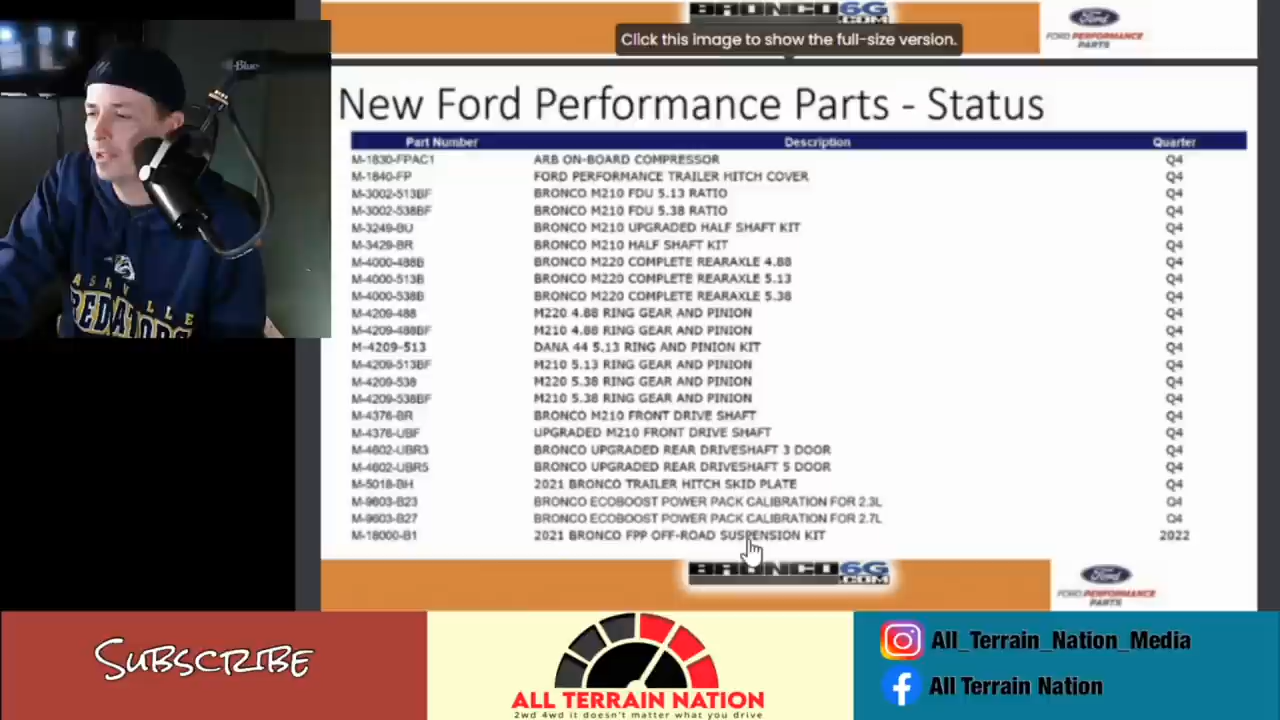 BRONCO6G
.COM
Ford
FORD PERFORMANCE
PARTS
Click this image to show the full-size version.
Blue
NASHVILLE
PREDATORS
New Ford Performance Parts - Status
Part Number Description Quarter
M-1830-FPAC1 ARB ON-BOARD COMPRESSOR Q4
M-1840-FP FORD PERFORMANCE TRAILER HITCH COVER Q4
M-3002-513BF BRONCO M210 FDU 5.13 RATIO Q4
M-3002-538BF BRONCO M210 FDU 5.38 RATIO Q4
M-3249-BU BRONCO M210 UPGRADED HALF SHAFT KIT Q4
M-3429-BR BRONCO M210 HALF SHAFT KIT Q4
M-4000-488B BRONCO M220 COMPLETE REARAXLE 4.88 Q4
M-4000-513B BRONCO M220 COMPLETE REARAXLE 5.13 Q4
M-4000-538B BRONCO M220 COMPLETE REARAXLE 5.38 Q4
M-4209-488 M220 4.88 RING GEAR AND PINION Q4
M-4209-488BF M210 4.88 RING GEAR AND PINION Q4
M-4209-513 DANA 44 5.13 RING AND PINION KIT Q4
M-4209-513BF M210 5.13 RING GEAR AND PINION Q4
M-4209-538 M220 5.38 RING GEAR AND PINION Q4
M-4209-538BF M210 5.38 RING GEAR AND PINION Q4
M-4376-BR BRONCO M210 FRONT DRIVE SHAFT Q4
M-4376-UBF UPGRADED M210 FRONT DRIVE SHAFT Q4
M-4602-UBR3 BRONCO UPGRADED REAR DRIVESHAFT 3 DOOR Q4
M-4602-UBR5 BRONCO UPGRADED REAR DRIVESHAFT 5 DOOR Q4
M-5018-BH 2021 BRONCO TRAILER HITCH SKID PLATE Q4
M-9603-B23 BRONCO ECOBOOST POWER PACK CALIBRATION FOR 2.3L Q4
M-9603-B27 BRONCO ECOBOOST POWER PACK CALIBRATION FOR 2.7L Q4
M-18000-B1 2021 BRONCO FPP OFF-ROAD SUSPENSION KIT 2022
BRONCO6G
.COM
Ford
FORD PERFORMANCE
PARTS
SUBSCRIBE
ALL TERRAIN NATION
2wd 4wd it doesn't matter what you drive
All_Terrain_Nation_Media
All Terrain Nation